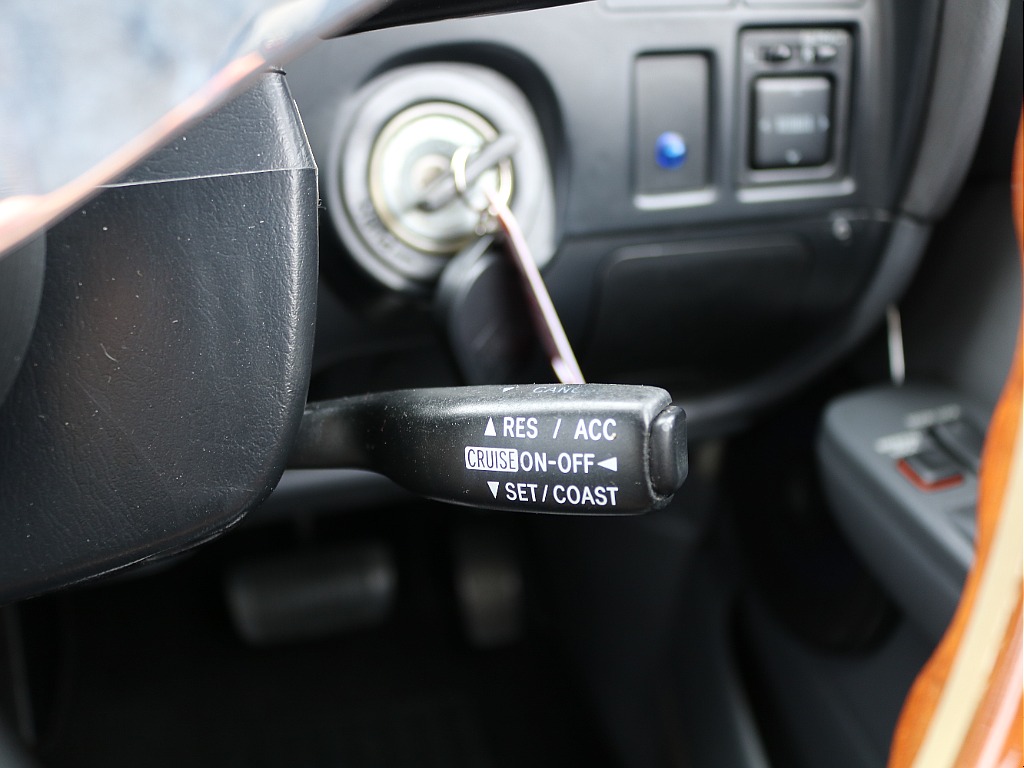 ▲ RES / ACC
CRUISE ON-OFF ◄
▼ SET / COAST